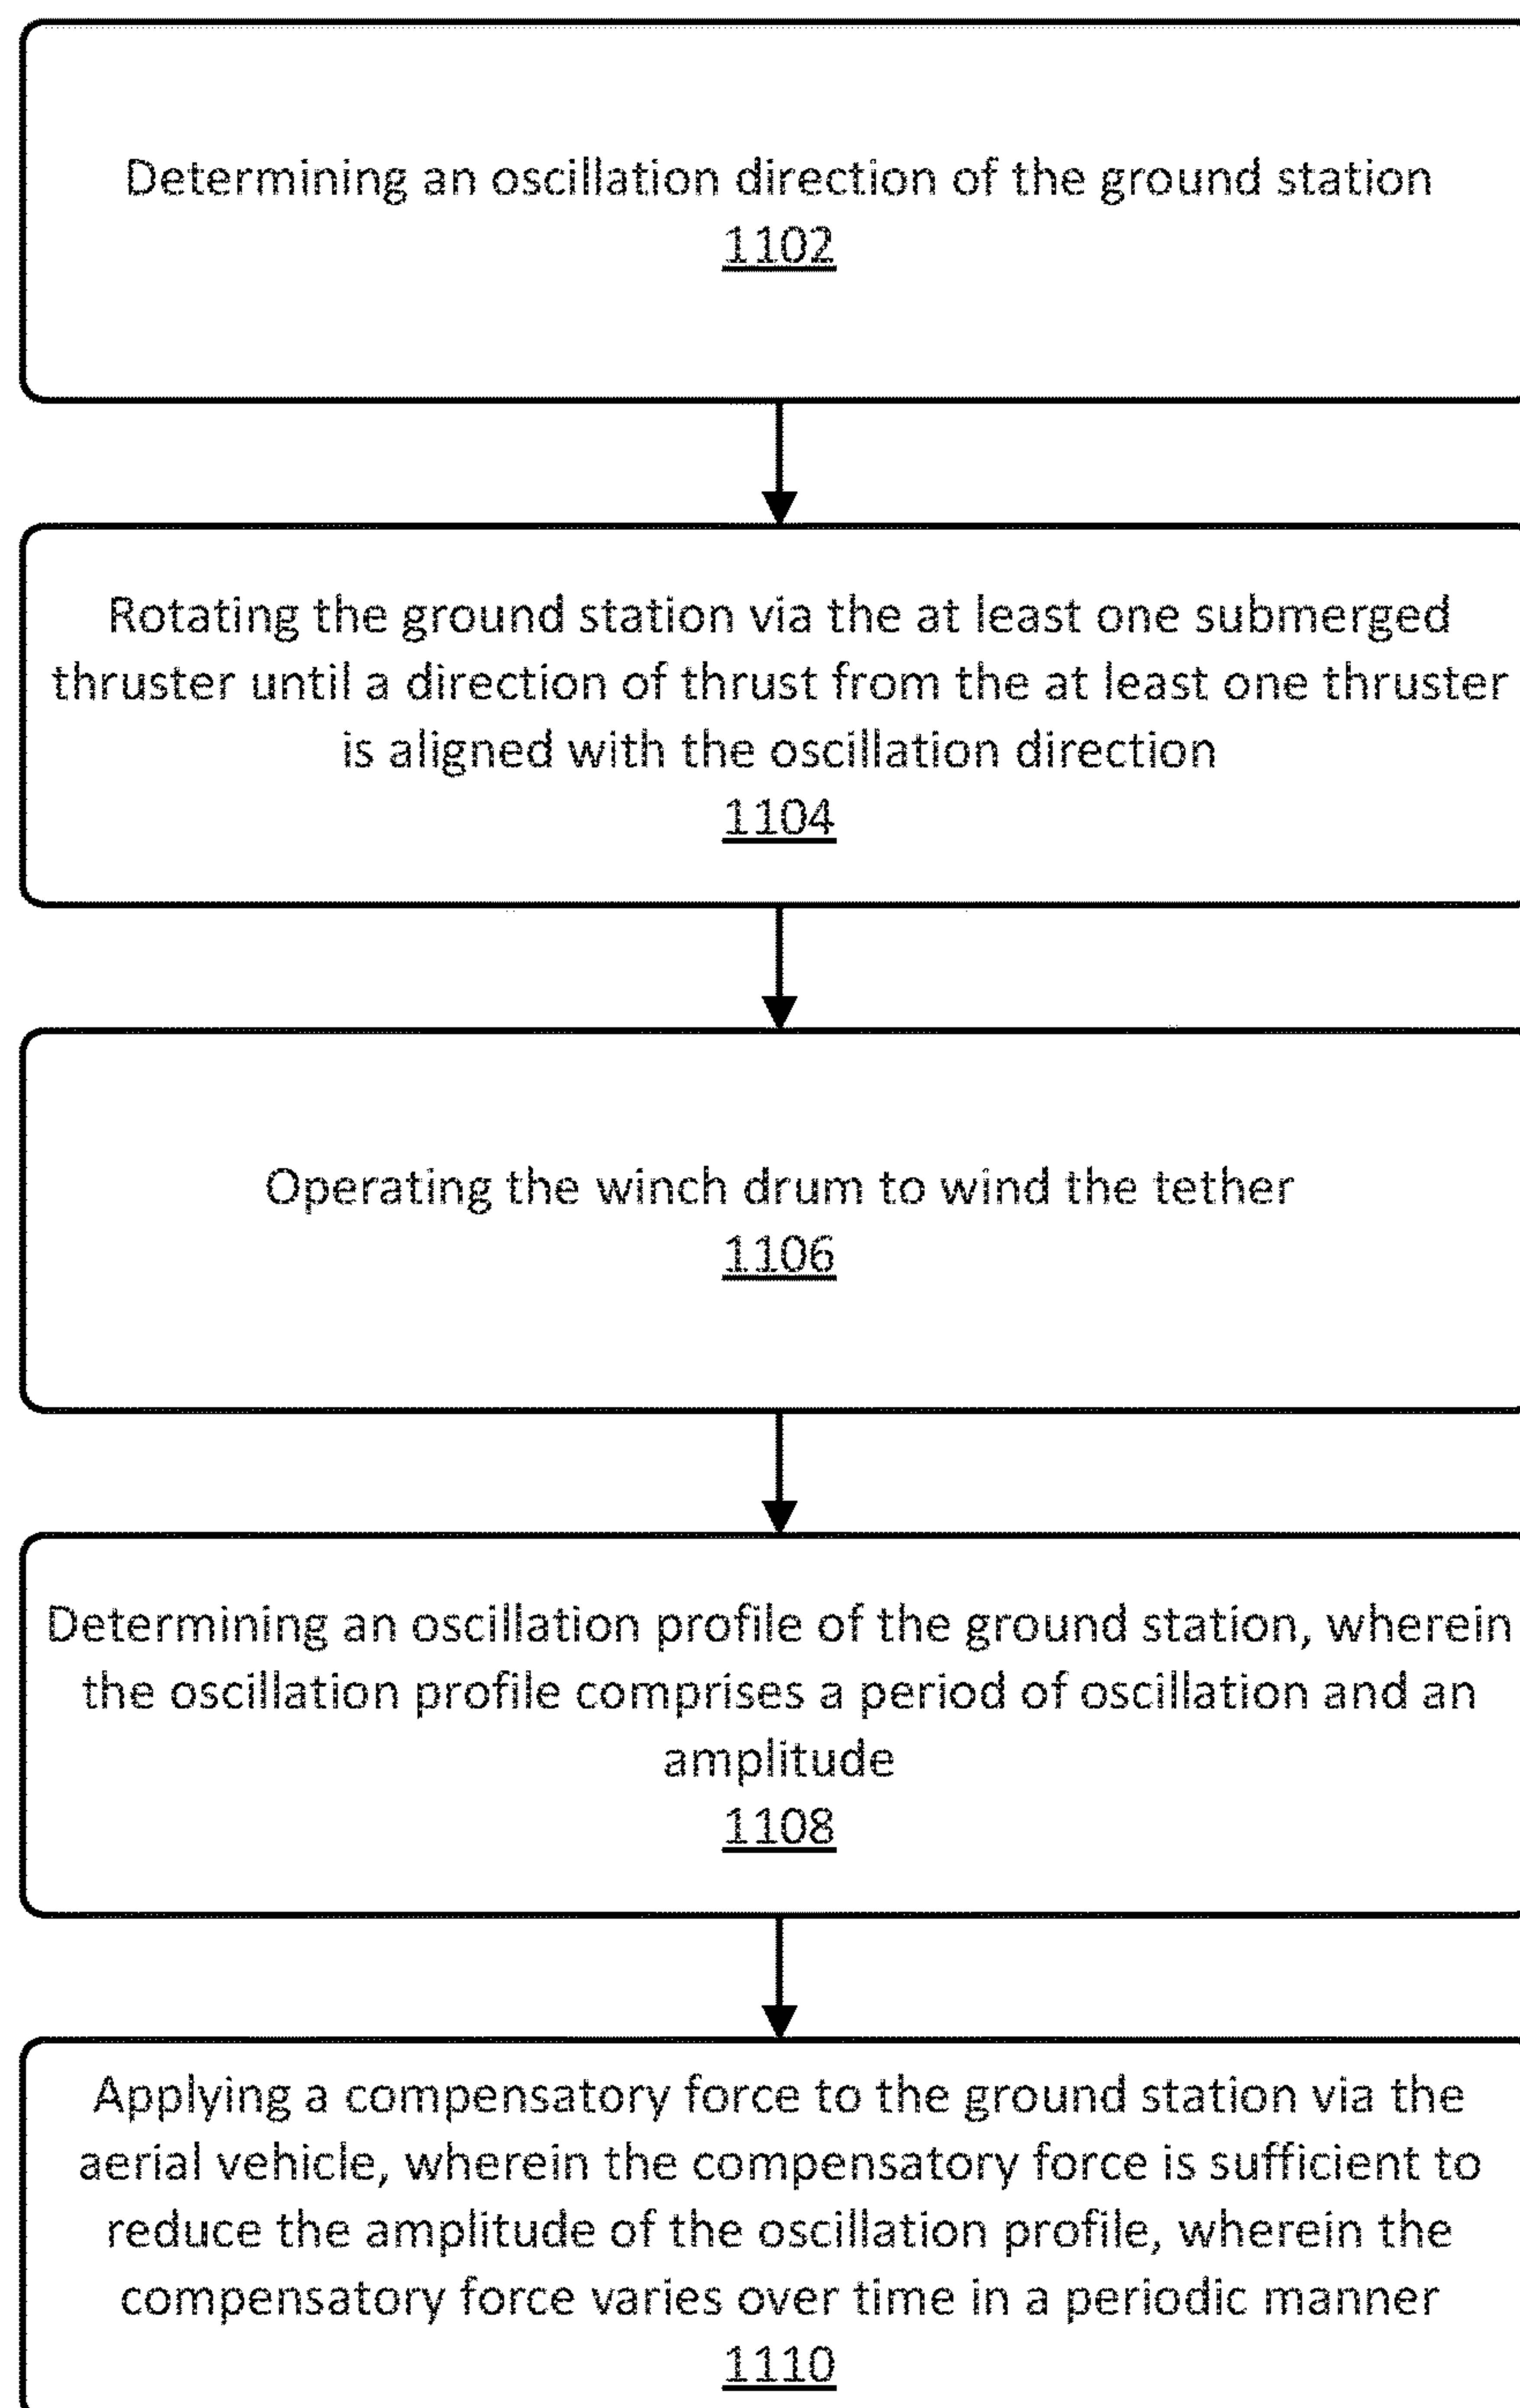 Determining an oscillation direction of the ground station
1102
Rotating the ground station via the at least one submerged
thruster until a direction of thrust from the at least one thruster
is aligned with the oscillation direction
1104
Operating the winch drum to wind the tether
1106
Determining an oscillation profile of the ground station, wherein
the oscillation profile comprises a period of oscillation and an
amplitude
1108
Applying a compensatory force to the ground station via the
aerial vehicle, wherein the compensatory force is sufficient to
reduce the amplitude of the oscillation profile, wherein the
compensatory force varies over time in a periodic manner
1110